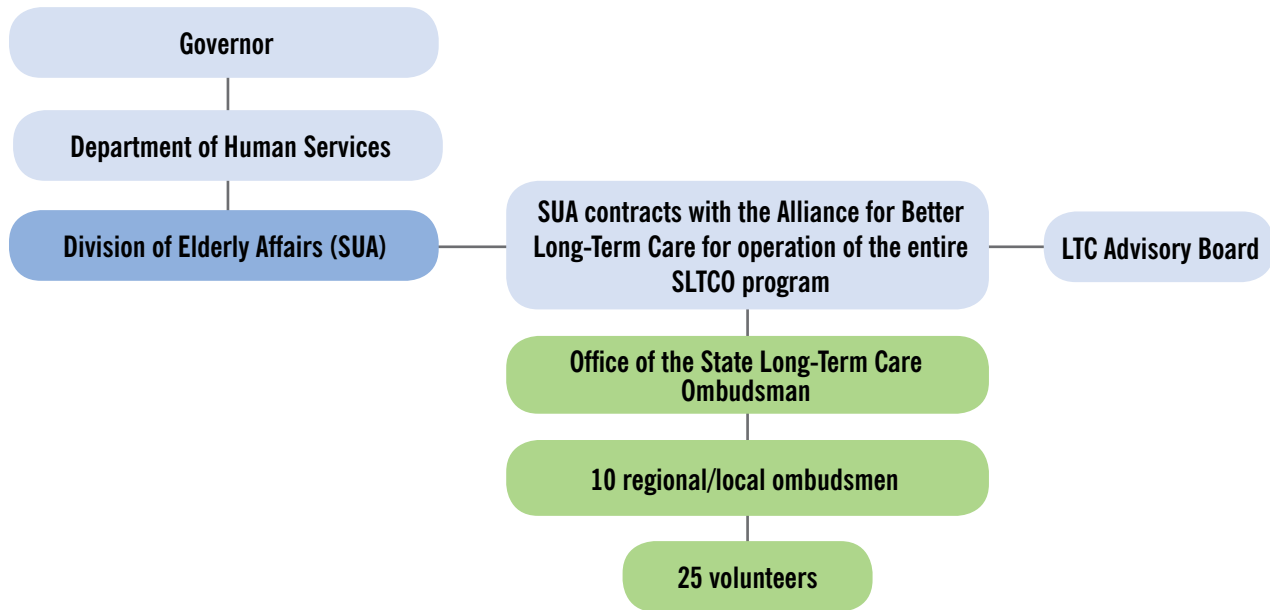 Governor
Department of Human Services
Division of Elderly Affairs (SUA)
SUA contracts with the Alliance for Better
Long-Term Care for operation of the entire
SLTCO program
LTC Advisory Board
Office of the State Long-Term Care
Ombudsman
10 regional/local ombudsmen
25 volunteers